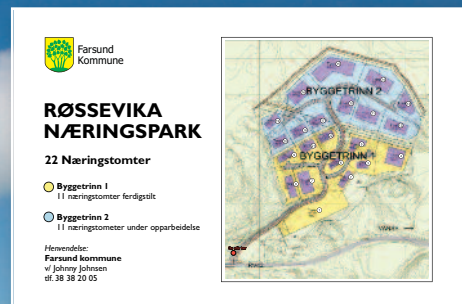 Farsund
Kommune
RØSSEVIKA
NÆRINGSPARK
22 Næringstomter
Byggetrinn 1
11 næringstomter ferdigstilt
Byggetrinn 2
11 næringstomter under opparbeidelse
Henvendelse:
Farsund kommune
v/ Johnny Johnsen
tlf. 38 38 20 05
BYGGETRINN 2
BYGGETRINN 1